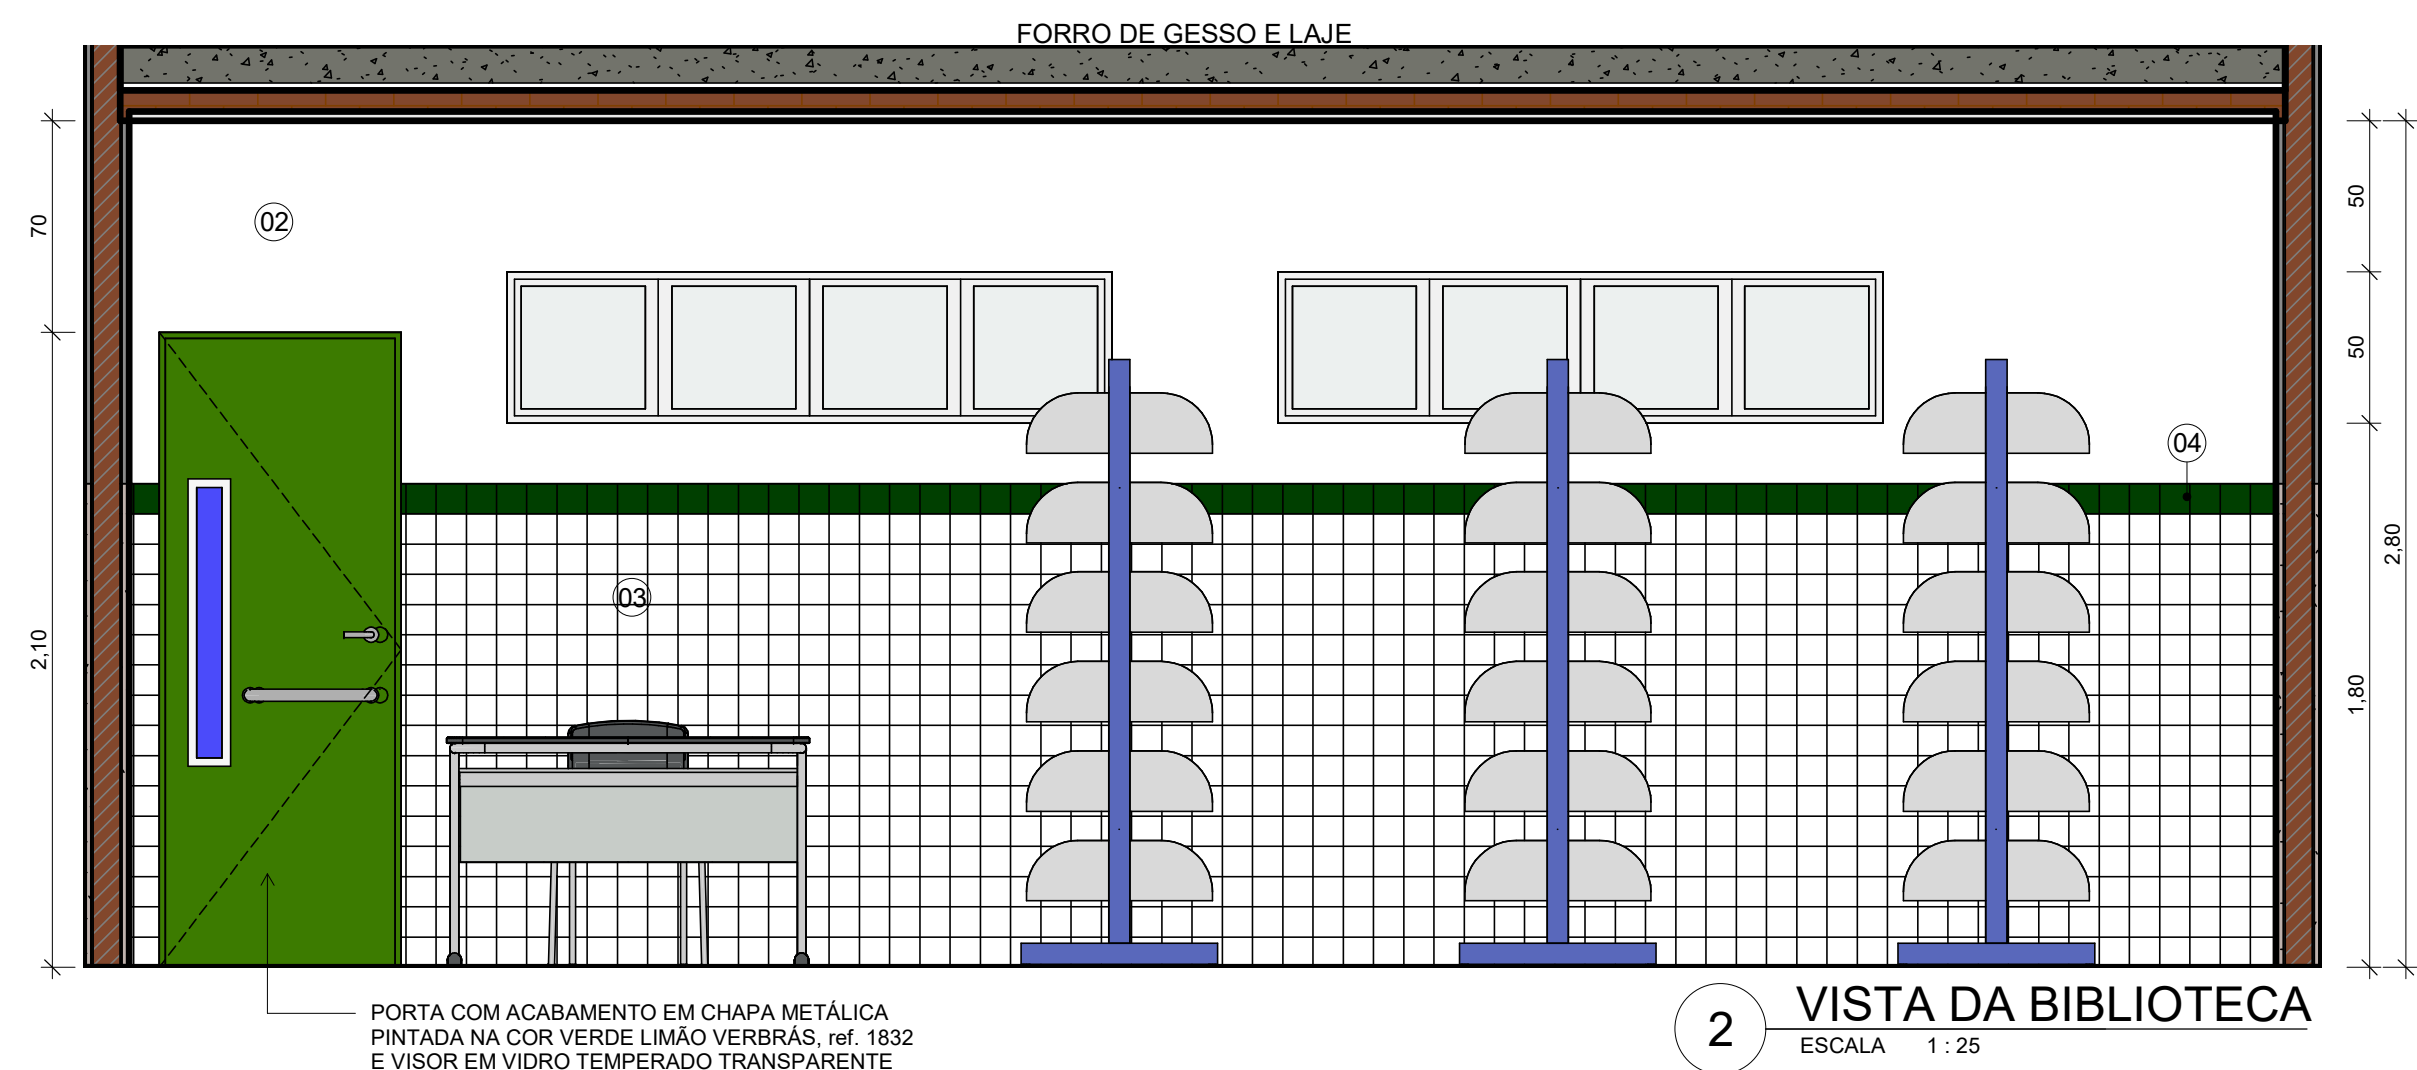 FORRO DE GESSO E LAJE
02
70
50
50
04
03
2,10
2,80
1,80
PORTA COM ACABAMENTO EM CHAPA METÁLICA
PINTADA NA COR VERDE LIMÃO VERBRÁS, ref. 1832
E VISOR EM VIDRO TEMPERADO TRANSPARENTE
2
VISTA DA BIBLIOTECA
ESCALA 1 : 25